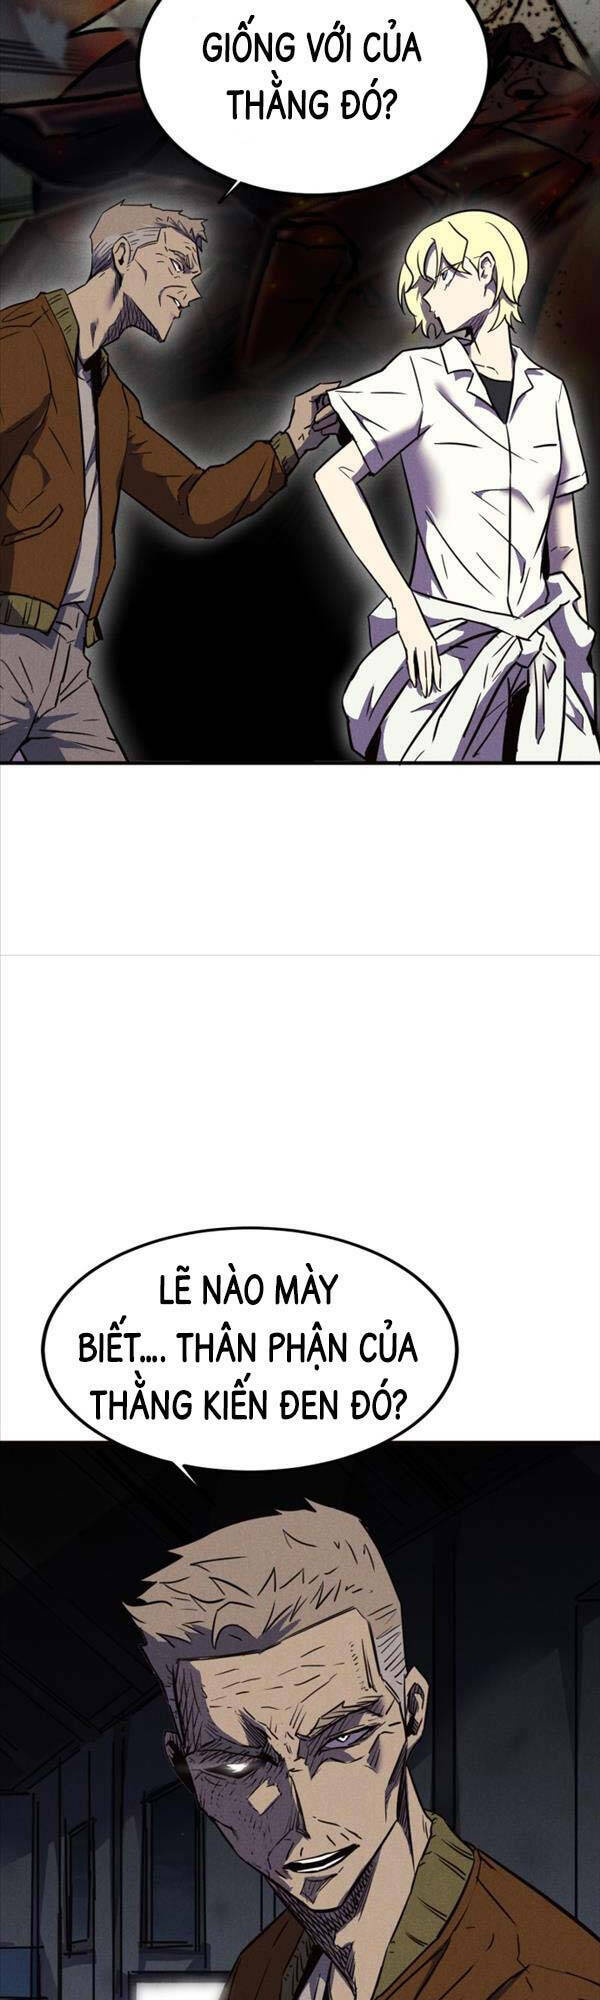 GIỐNG VỚI CỦA
THẰNG ĐÓ?
LẼ NÀO MÀY
BIẾT.... THÂN PHẬN CỦA
THẰNG KIẾN ĐEN ĐÓ?